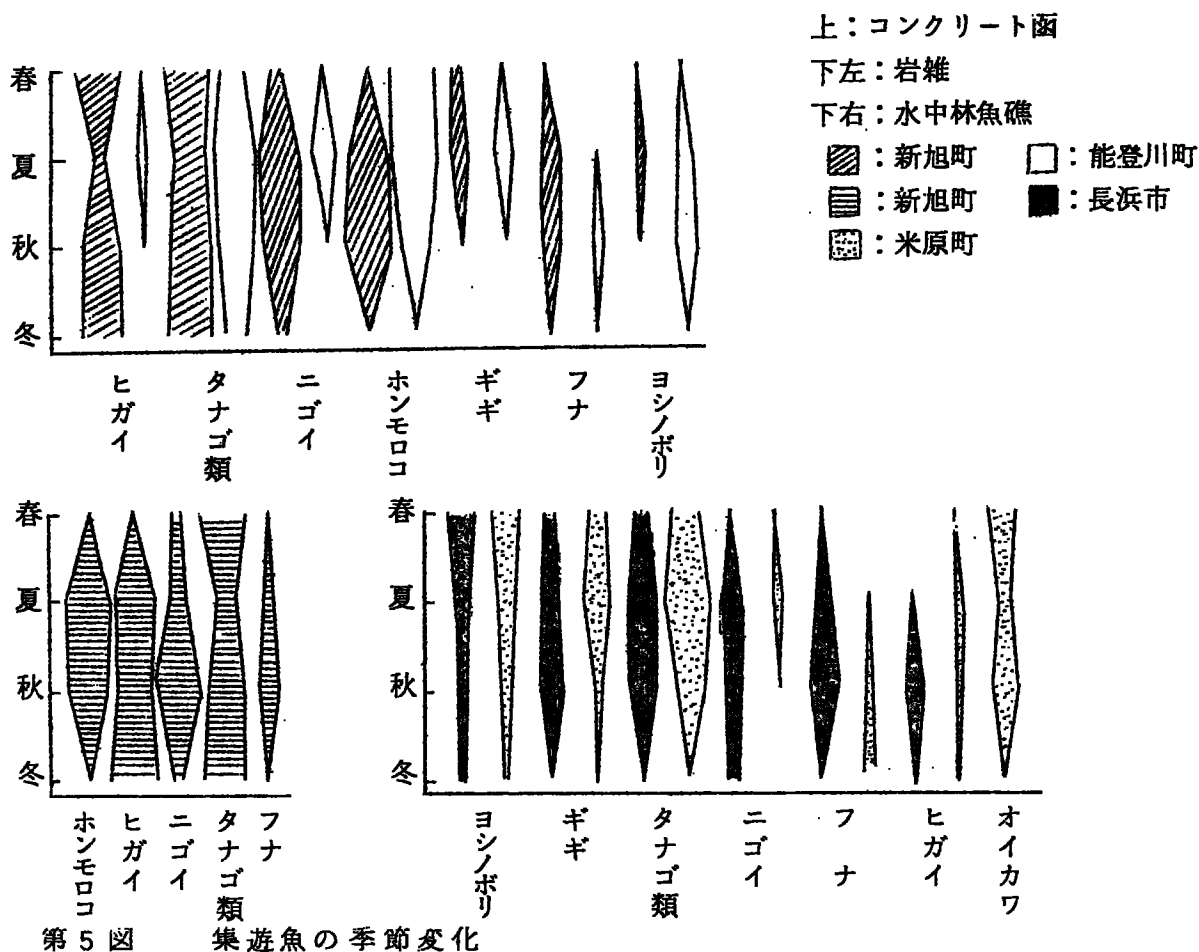 上：コンクリート函
下左：岩雑
下右：水中林魚礁
：新旭町 ：能登川町
：新旭町 ：長浜市
：米原町
春
夏
秋
冬
ヒガイ
タナゴ類
ニゴイ
ホンモロコ
ギギ
フナ
ヨシノボリ
春
夏
秋
冬
ホンモロコ
ヒガイ
ニゴイ
タナゴ類
フナ
春
夏
秋
冬
ヨシノボリ
ギギ
タナゴ類
ニゴイ
フナ
ヒガイ
オイカワ
第5図 集遊魚の季節変化